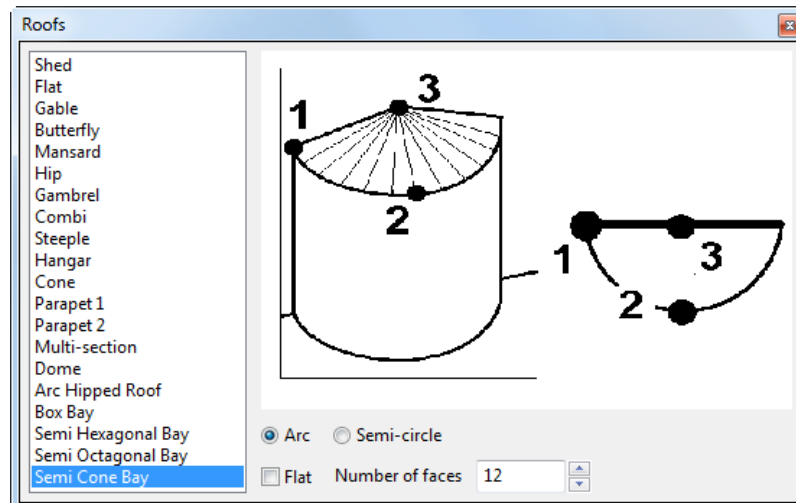 Roofs
Shed
Flat
Gable
Butterfly
Mansard
Hip
Gambrel
Combi
Steeple
Hangar
Cone
Parapet 1
Parapet 2
Multi-section
Dome
Arc Hipped Roof
Box Bay
Semi Hexagonal Bay
Semi Octagonal Bay
Semi Cone Bay
1
3
2
1
3
2
Arc Semi-circle
Flat Number of faces 12